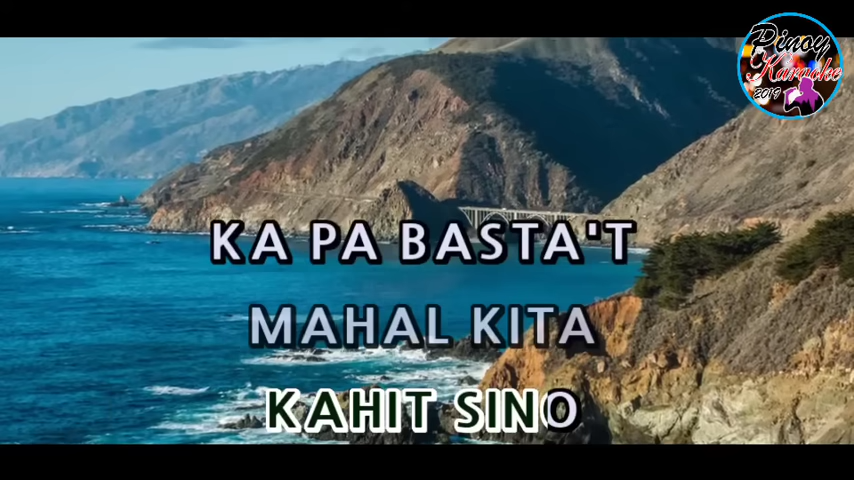 Pinoy
Karaoke
2019
KA PA BASTA'T
MAHAL KITA
KAHIT SINO